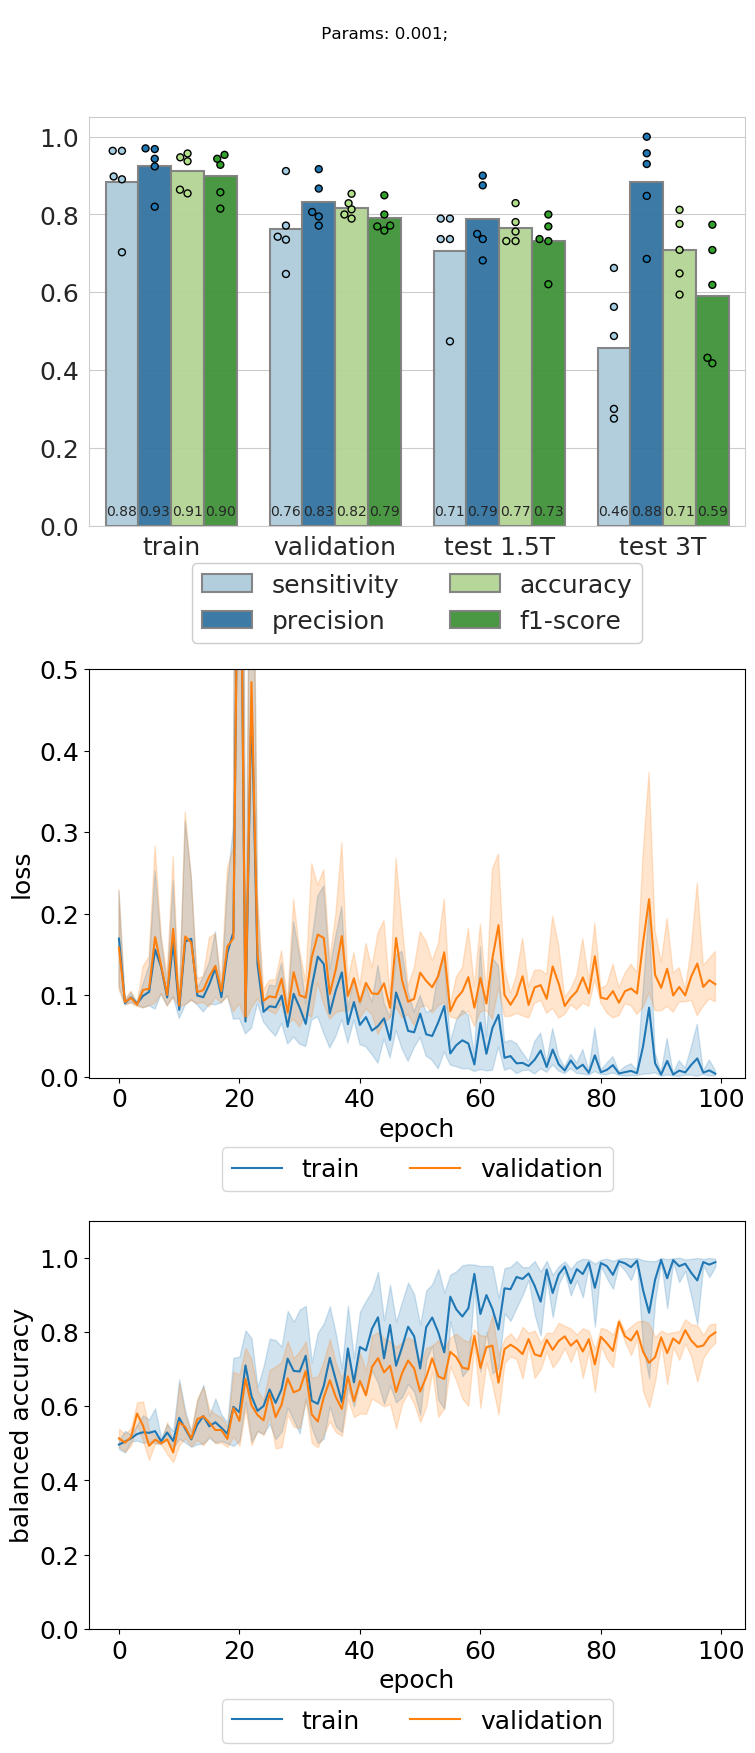 Params: 0.001;
1.0
0.8
0.6
0.4
0.2
0.0
0.88 0.93 0.91 0.90 0.76 0.83 0.82 0.79 0.71 0.79 0.77 0.73 0.46 0.88 0.71 0.59
train validation test 1.5T test 3T
sensitivity accuracy
precision f1-score
0.5
0.4
0.3
0.2
0.1
0.0
loss
0 20 40 60 80 100
epoch
train validation
1.0
0.8
0.6
0.4
0.2
0.0
balanced accuracy
0 20 40 60 80 100
epoch
train validation